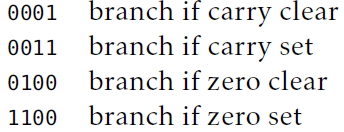 0001 branch if carry clear
0011 branch if carry set
0100 branch if zero clear
1100 branch if zero set